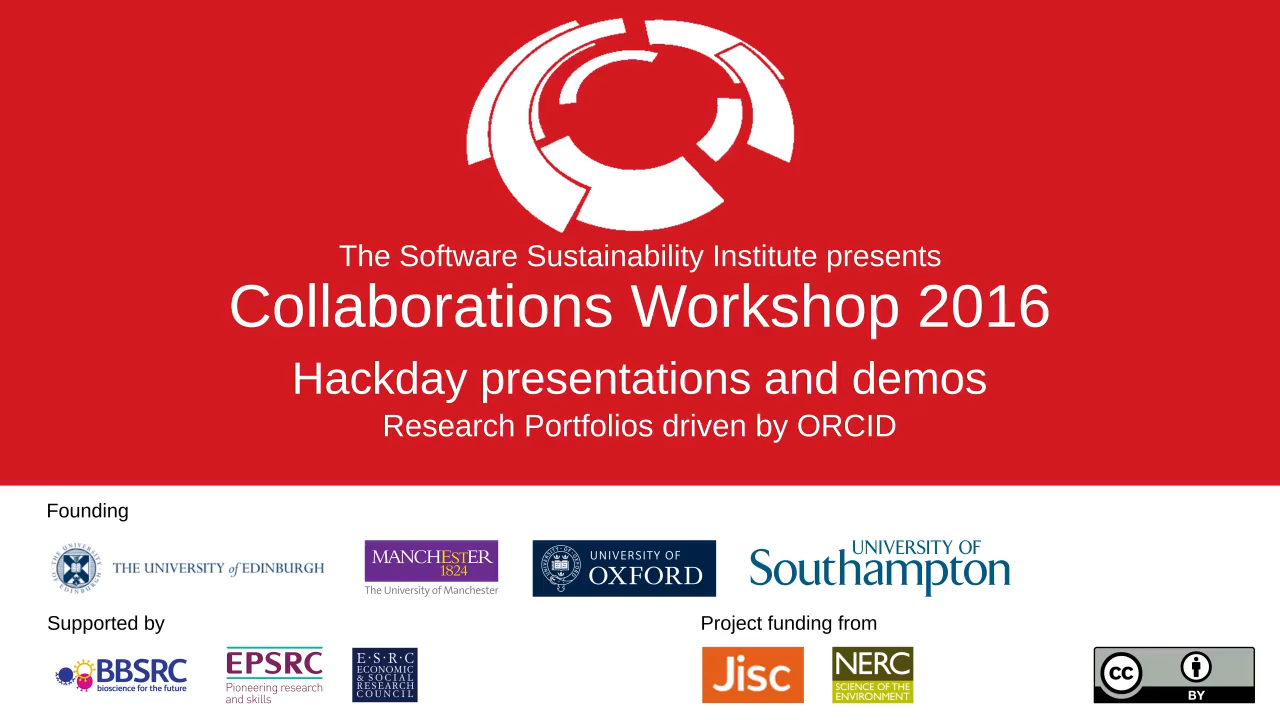 The Software Sustainability Institute presents
Collaborations Workshop 2016
Hackday presentations and demos
Research Portfolios driven by ORCID
Founding
THE UNIVERSITY of EDINBURGH
MANCHESTER
1824
The University of Manchester
UNIVERSITY OF
OXFORD
UNIVERSITY OF
Southampton
Supported by
Project funding from
BBSRC
bioscience for the future
EPSRC
Pioneering research
and skills
E·S·R·C
ECONOMIC
& SOCIAL
RESEARCH
COUNCIL
Jisc
NERC
SCIENCE OF THE
ENVIRONMENT
cc
BY